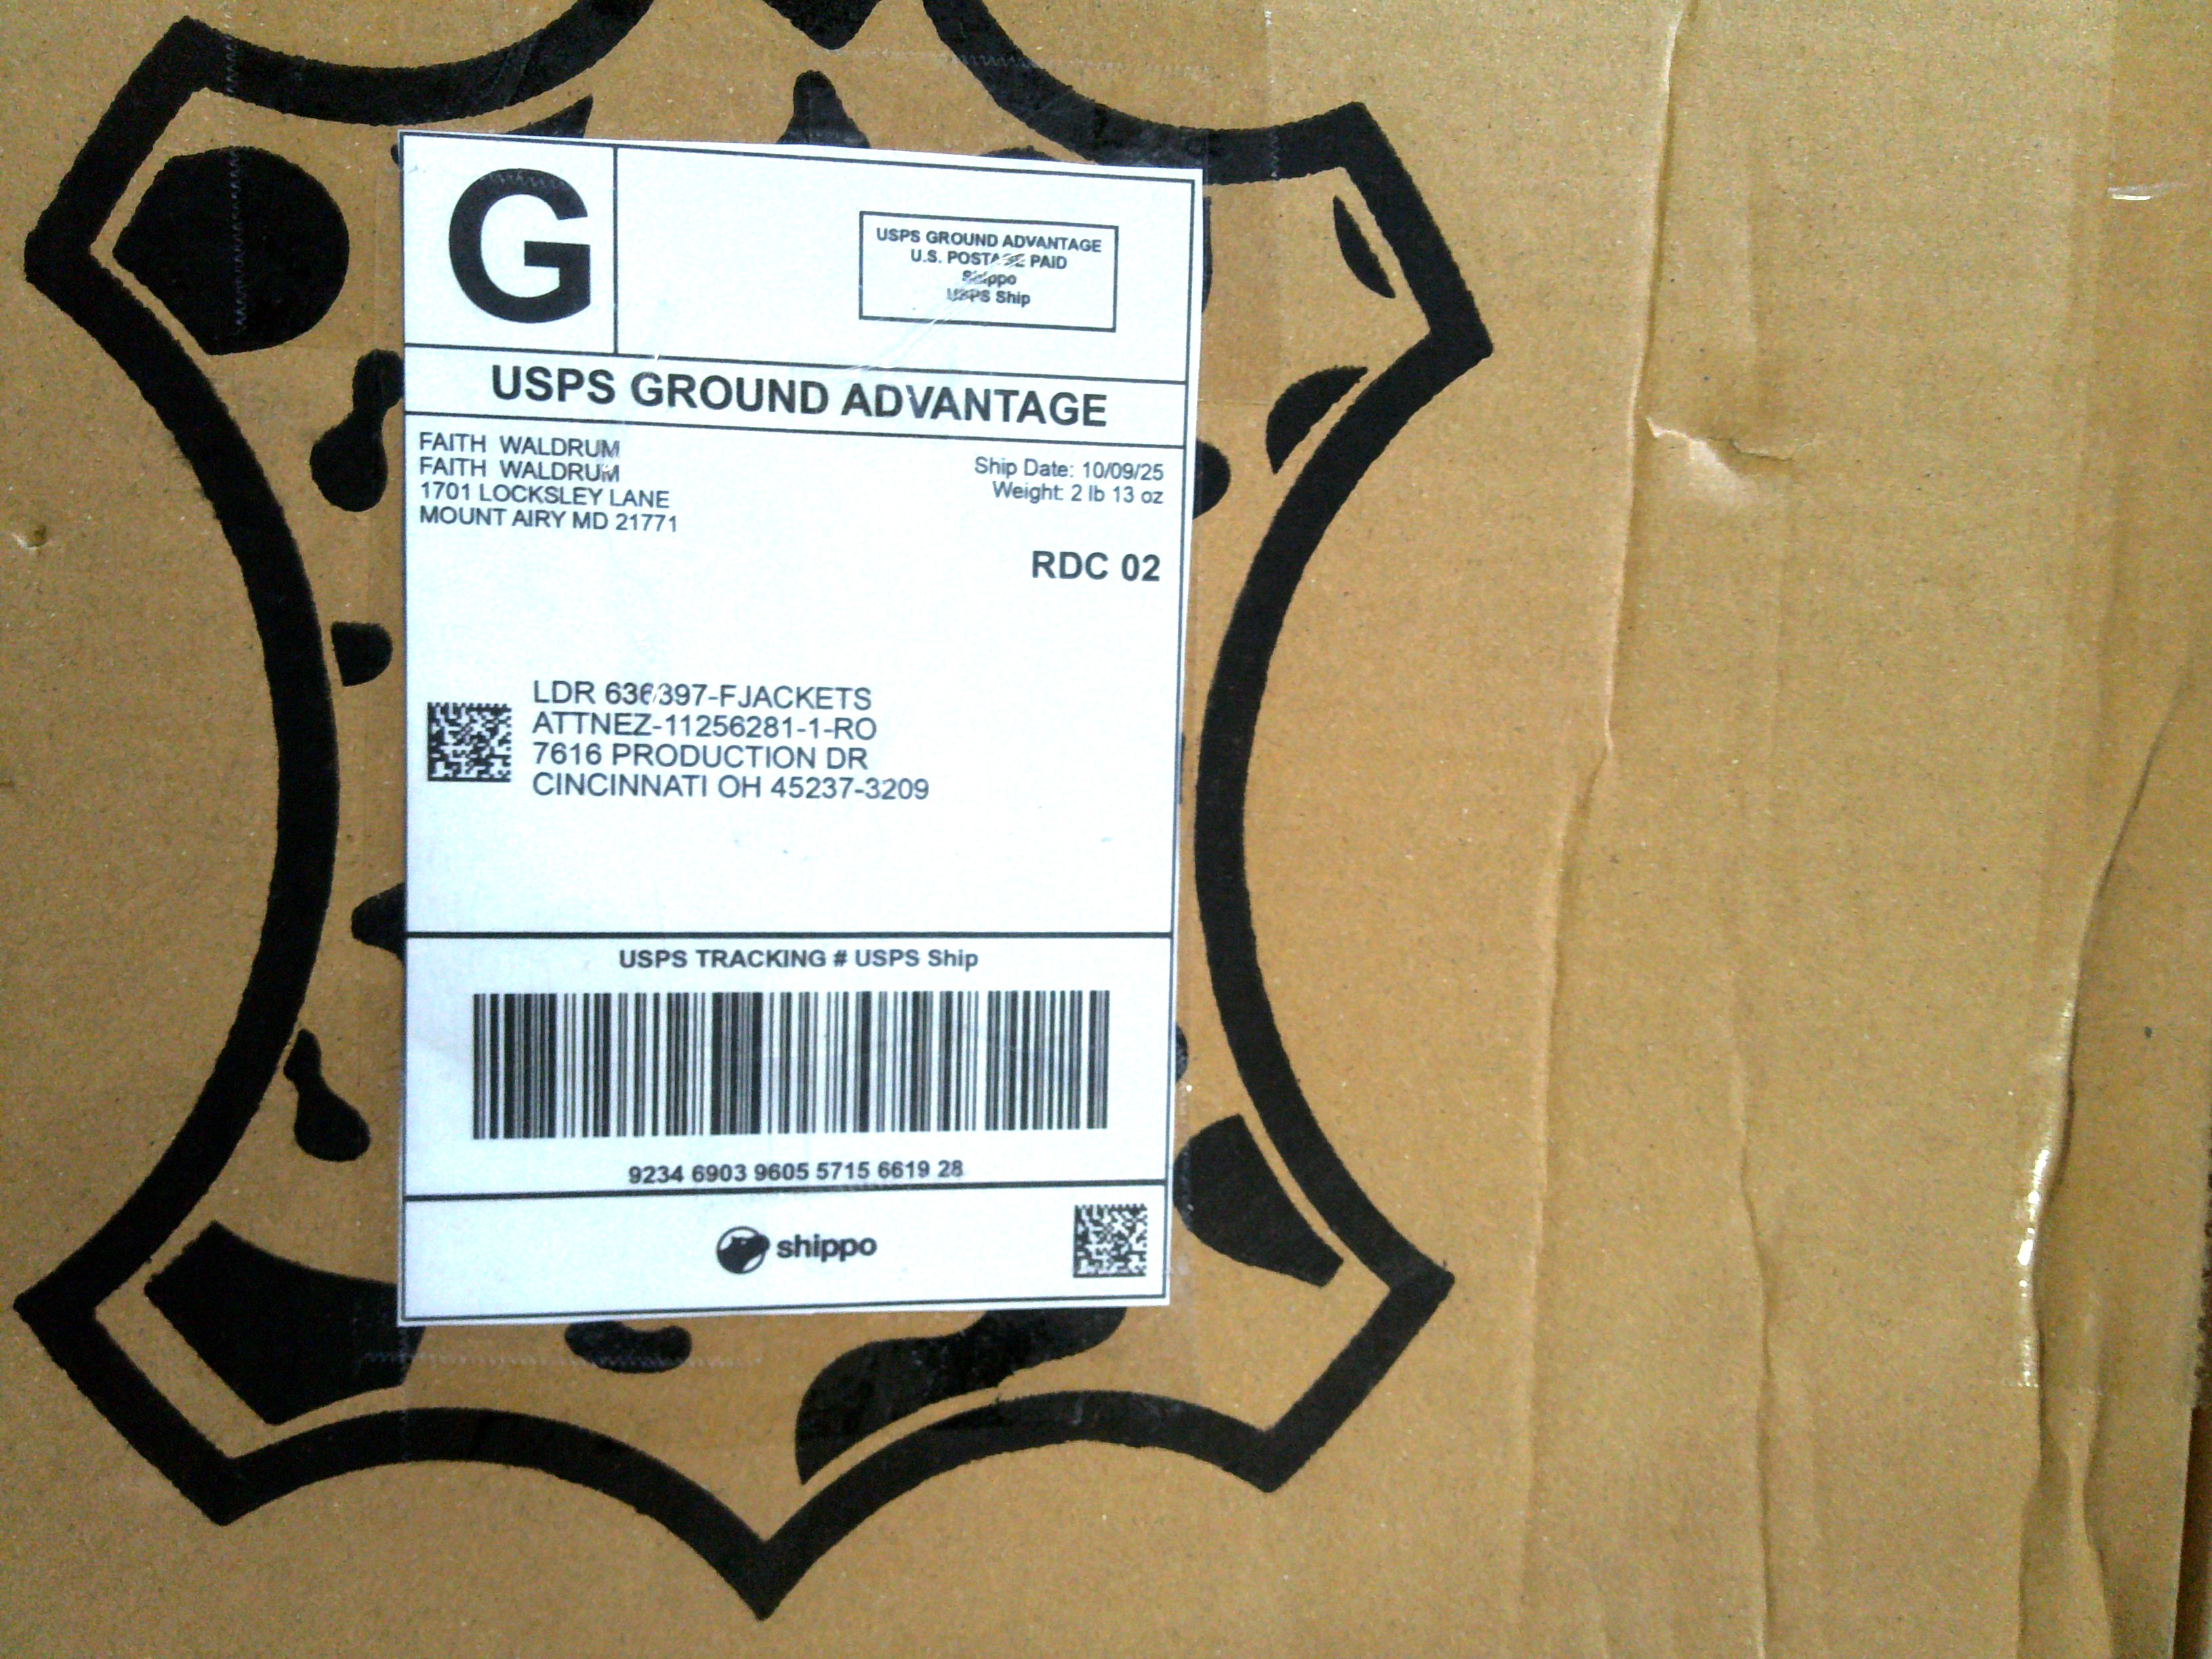 G
USPS GROUND ADVANTAGE
U.S. POSTAGE PAID
Shippo
USPS Ship
USPS GROUND ADVANTAGE
FAITH WALDRUM
FAITH WALDRUM
1701 LOCKSLEY LANE
MOUNT AIRY MD 21771
Ship Date: 10/09/25
Weight: 2 lb 13 oz
RDC 02
LDR 636397-FJACKETS
ATTNEZ-11256281-1-RO
7616 PRODUCTION DR
CINCINNATI OH 45237-3209
USPS TRACKING # USPS Ship
9234 6903 9605 5715 6619 28
shippo